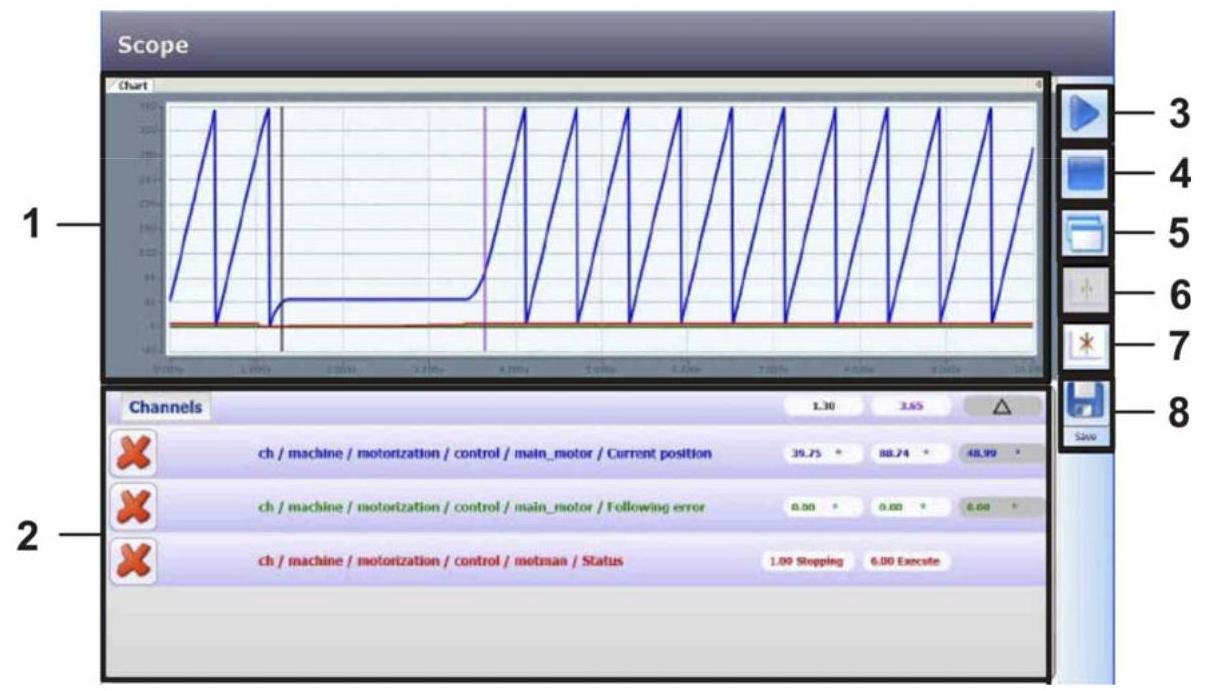 Scope
Chart
1
2
3
4
5
6
7
8
Save
Channels 1.30 3.65 △
ch / machine / motorization / control / main_motor / Current position 39.75 ° 88.74 ° 48.99 °
ch / machine / motorization / control / main_motor / Following error 0.00 ° 0.00 ° 0.00 °
ch / machine / motorization / control / motman / Status 1.00 Stopping 6.00 Execute